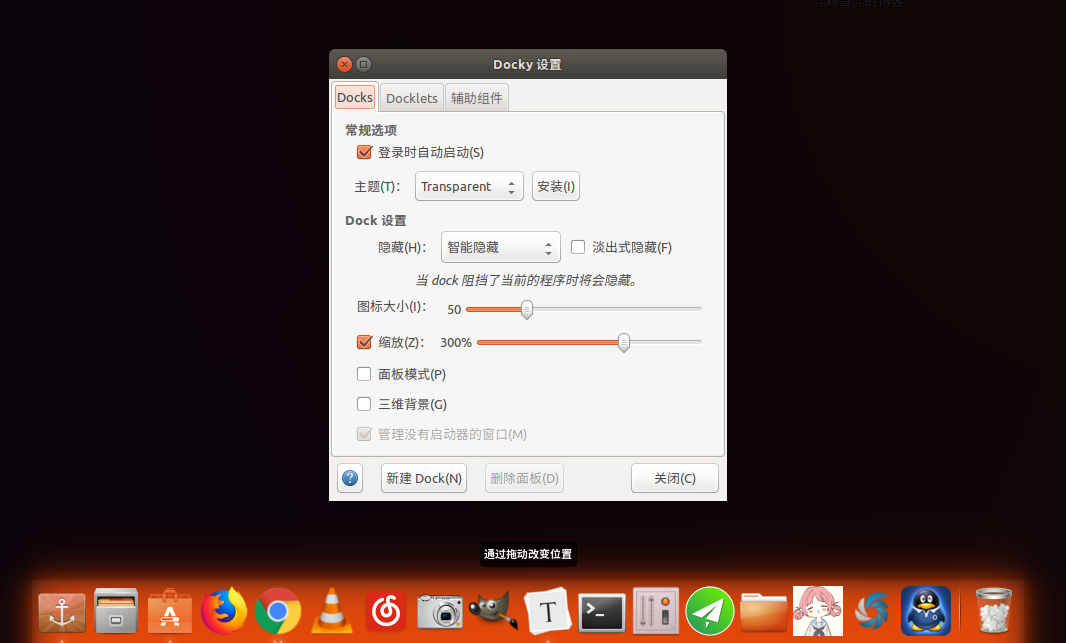 Docky 设置
Docks Docklets 辅助组件
常规选项
登录时自动启动(S)
主题(T): Transparent 安装(I)
Dock 设置
隐藏(H): 智能隐藏 淡出式隐藏(F)
当 dock 阻挡了当前的程序时将会隐藏。
图标大小(I): 50
缩放(Z): 300%
面板模式(P)
三维背景(G)
管理没有启动器的窗口(M)
? 新建 Dock(N) 删除面板(D) 关闭(C)
通过拖动改变位置
A T >_